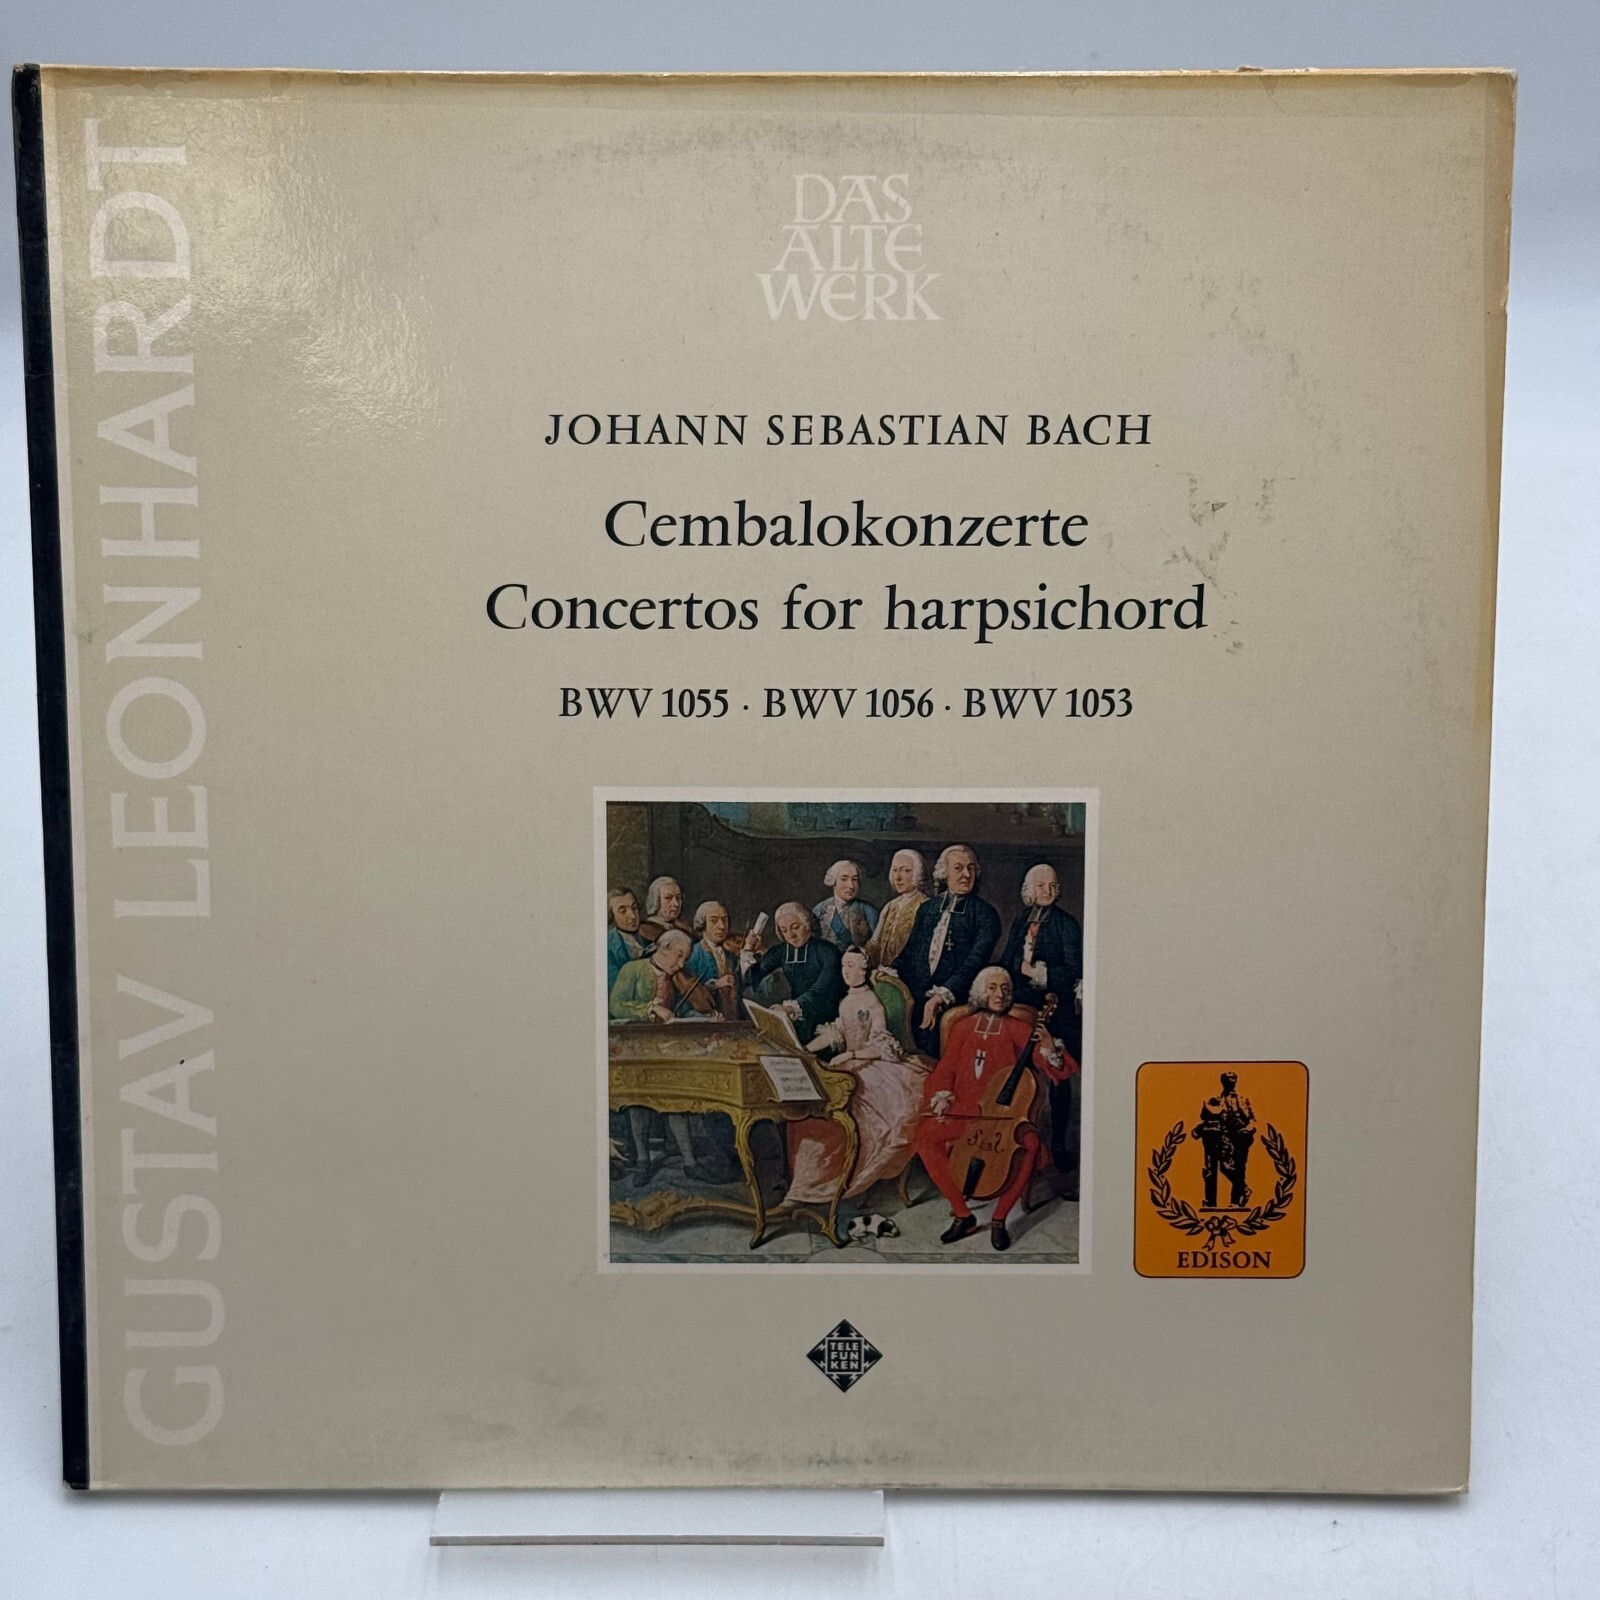 GUSTAV LEONHARDT
DAS
ALTE
WERK
JOHANN SEBASTIAN BACH
Cembalokonzerte
Concertos for harpsichord
BWV 1055 · BWV 1056 · BWV 1053
EDISON
TELE
FUN
KEN